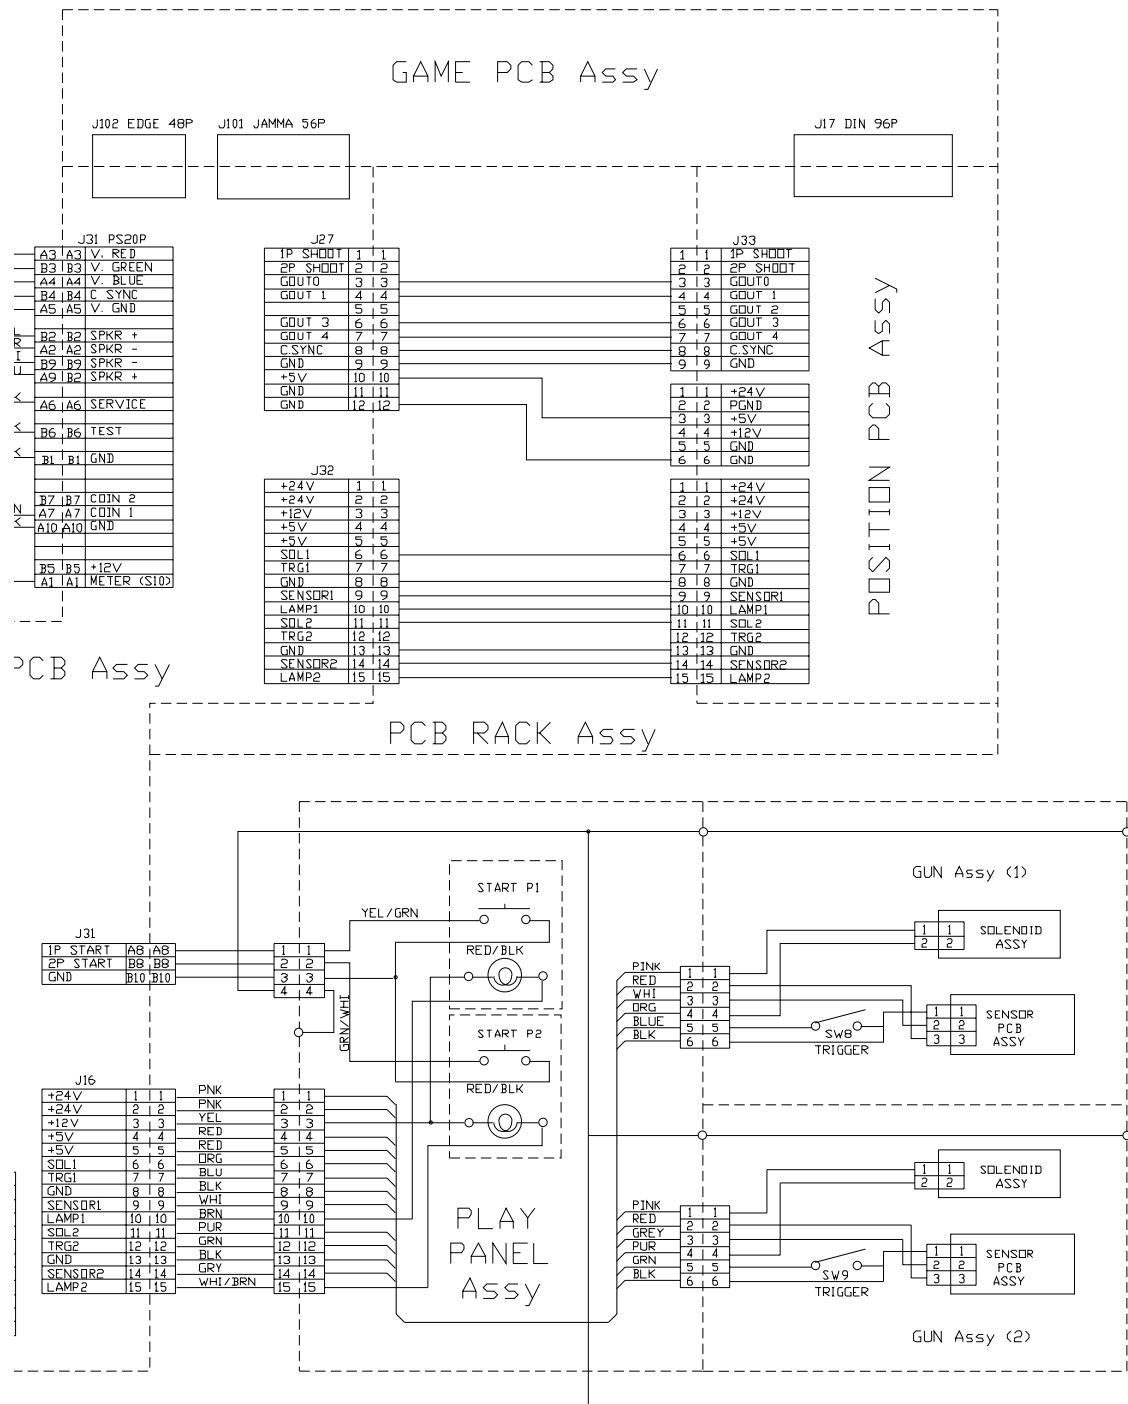 GAME PCB Assy
J102 EDGE 48P
J101 JAMMA 56P
J17 DIN 96P
J31 PS20P
A3 A3 V. RED
B3 B3 V. GREEN
A4 A4 V. BLUE
B4 B4 C SYNC
A5 A5 V. GND
B2 B2 SPKR +
A2 A2 SPKR -
B9 B9 SPKR -
A9 B2 SPKR +
A6 A6 SERVICE
B6 B6 TEST
B1 B1 GND
B7 B7 COIN 2
A7 A7 COIN 1
A10 A10 GND
B5 B5 +12V
A1 A1 METER (S10)
PCB Assy
J27
1P SHOOT 1 1
2P SHOOT 2 2
GOUT0 3 3
GOUT 1 4 4
5 5
GOUT 3 6 6
GOUT 4 7 7
C.SYNC 8 8
GND 9 9
+5V 10 10
GND 11 11
GND 12 12
J33
1 1 1P SHOOT
2 2 2P SHOOT
3 3 GOUT0
4 4 GOUT 1
5 5 GOUT 2
6 6 GOUT 3
7 7 GOUT 4
8 8 C.SYNC
9 9 GND
1 1 +24V
2 2 PGND
3 3 +5V
4 4 +12V
5 5 GND
6 6 GND
J32
+24V 1 1
+24V 2 2
+12V 3 3
+5V 4 4
+5V 5 5
SOL1 6 6
TRG1 7 7
GND 8 8
SENSOR1 9 9
LAMP1 10 10
SOL2 11 11
TRG2 12 12
GND 13 13
SENSOR2 14 14
LAMP2 15 15
1 1 +24V
2 2 +24V
3 3 +12V
4 4 +5V
5 5 +5V
6 6 SOL1
7 7 TRG1
8 8 GND
9 9 SENSOR1
10 10 LAMP1
11 11 SOL2
12 12 TRG2
13 13 GND
14 14 SENSOR2
15 15 LAMP2
POSITION PCB Assy
PCB RACK Assy
J31
1P START A8 A8
2P START B8 B8
GND B10 B10
1 1
2 2
3 3
4 4
GRN/WHI
YEL/GRN
START P1
RED/BLK
START P2
RED/BLK
PLAY
PANEL
Assy
J16
+24V 1 1 PNK 1 1
+24V 2 2 PNK 2 2
+12V 3 3 YEL 3 3
+5V 4 4 RED 4 4
+5V 5 5 RED 5 5
SOL1 6 6 ORG 6 6
TRG1 7 7 BLU 7 7
GND 8 8 BLK 8 8
SENSOR1 9 9 WHI 9 9
LAMP1 10 10 BRN 10 10
SOL2 11 11 PUR 11 11
TRG2 12 12 GRN 12 12
GND 13 13 BLK 13 13
SENSOR2 14 14 GRY 14 14
LAMP2 15 15 WHI/BRN 15 15
GUN Assy (1)
1 1
2 2
SOLENOID
ASSY
PINK 1 1
RED 2 2
WHI 3 3
ORG 4 4
BLUE 5 5
BLK 6 6
SW8
TRIGGER
1 1
2 2
3 3
SENSOR
PCB
ASSY
1 1
2 2
SOLENOID
ASSY
PINK 1 1
RED 2 2
GREY 3 3
PUR 4 4
GRN 5 5
BLK 6 6
SW9
TRIGGER
1 1
2 2
3 3
SENSOR
PCB
ASSY
GUN Assy (2)